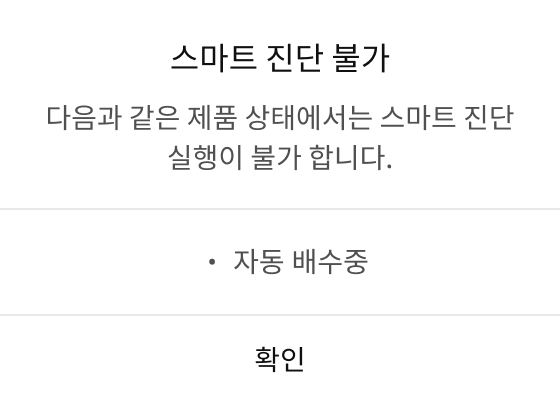 스마트 진단 불가
다음과 같은 제품 상태에서는 스마트 진단
실행이 불가 합니다.
• 자동 배수중
확인